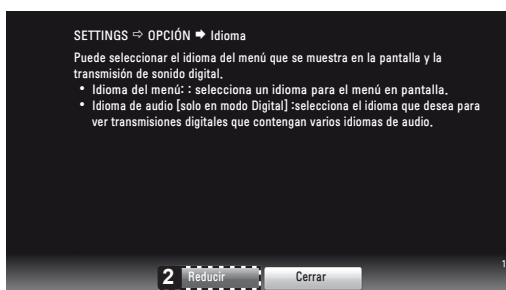 SETTINGS ⇨ OPCIÓN ➡ Idioma
Puede seleccionar el idioma del menú que se muestra en la pantalla y la
transmisión de sonido digital.
• Idioma del menú: : selecciona un idioma para el menú en pantalla.
• Idioma de audio [solo en modo Digital] :selecciona el idioma que desea para
ver transmisiones digitales que contengan varios idiomas de audio.
1
2 Reducir Cerrar